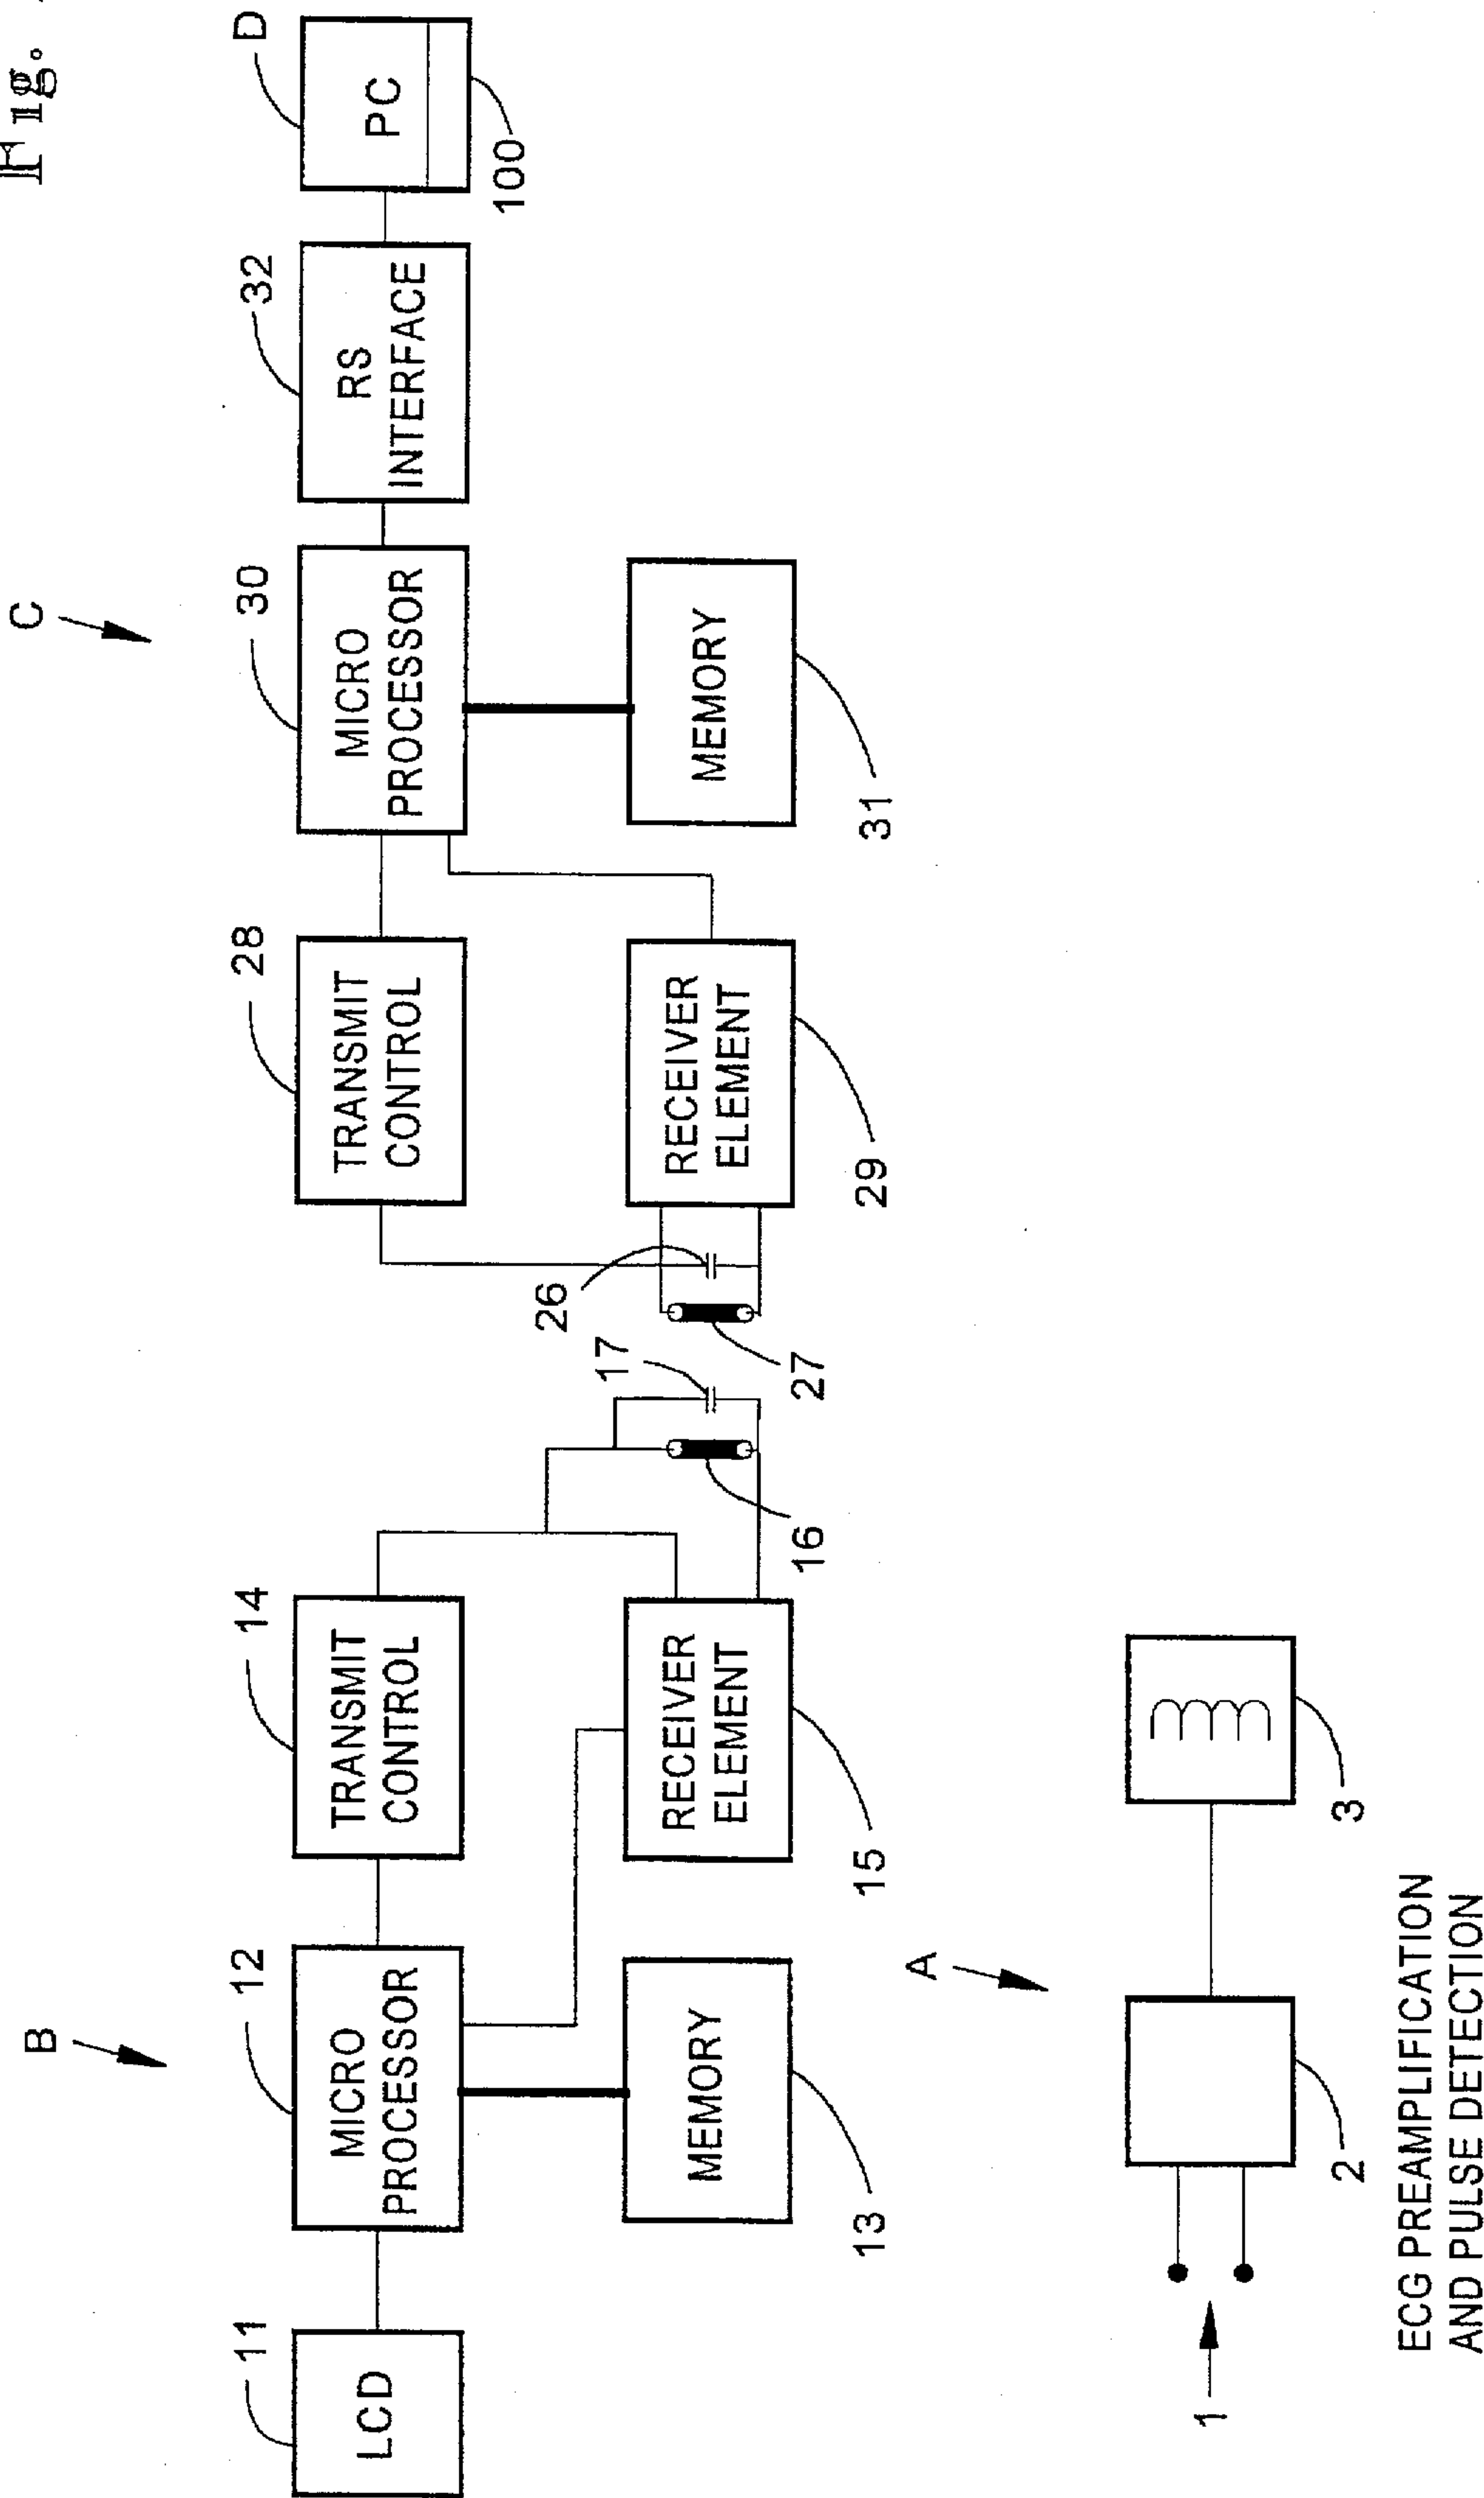 Fig.
B
C
11
12
14
28
30
32
D
LCD
MICRO
PROCESSOR
TRANSMIT
CONTROL
TRANSMIT
CONTROL
MICRO
PROCESSOR
RS
INTERFACE
PC
100
17
26
MEMORY
RECEIVER
ELEMENT
RECEIVER
ELEMENT
MEMORY
13
15
16
27
29
31
A
1
2
3
ECG PREAMPLIFICATION
AND PULSE DETECTION